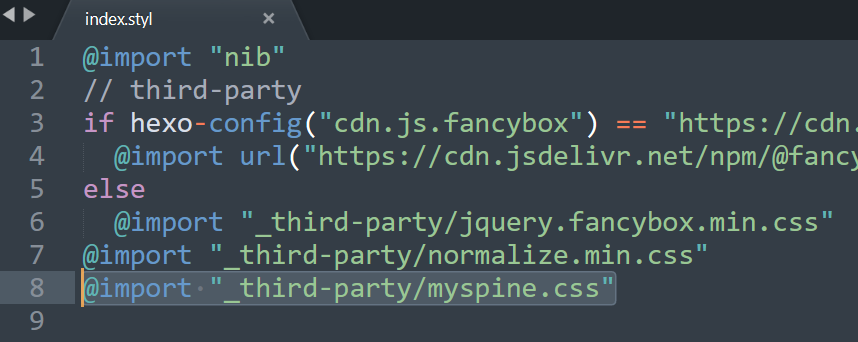 index.styl
1 @import "nib"
2 // third-party
3 if hexo-config("cdn.js.fancybox") == "https://cdn.
4 @import url("https://cdn.jsdelivr.net/npm/@fancy
5 else
6 @import "_third-party/jquery.fancybox.min.css"
7 @import "_third-party/normalize.min.css"
8 @import "_third-party/myspine.css"
9